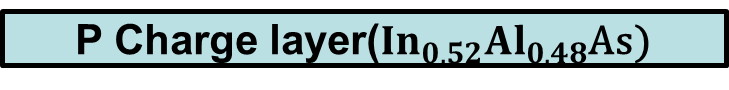 P Charge layer(In₀.₅₂Al₀.₄₈As)